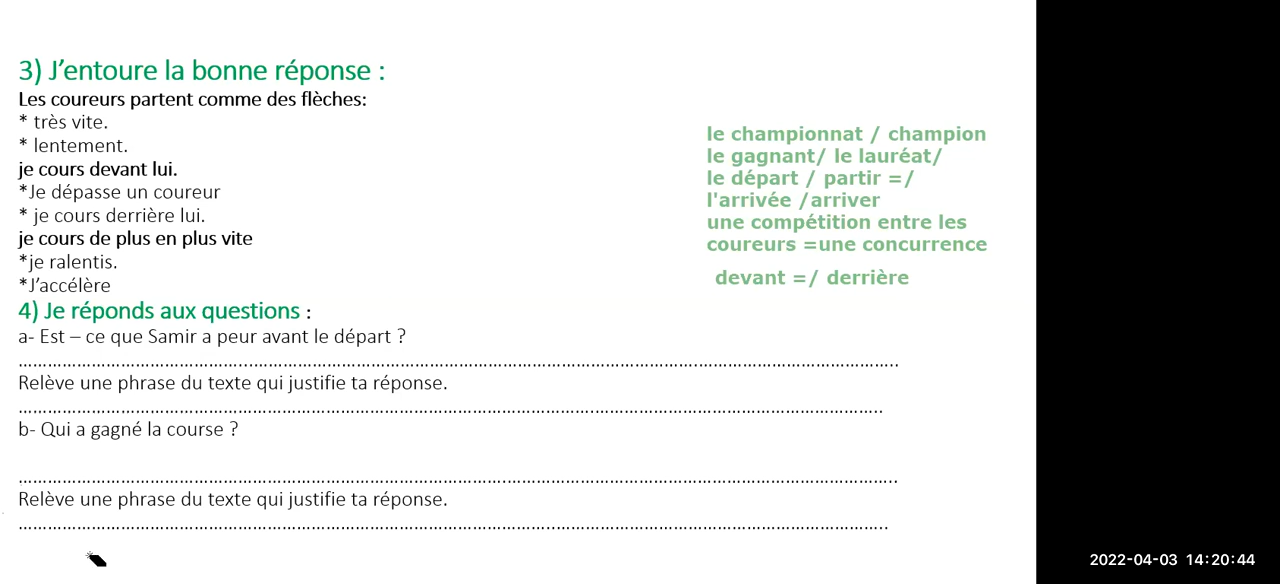 3) J’entoure la bonne réponse :
Les coureurs partent comme des flèches:
* très vite.
* lentement.
je cours devant lui.
*Je dépasse un coureur
* je cours derrière lui.
je cours de plus en plus vite
*je ralentis.
*J’accélère
le championnat / champion
le gagnant/ le lauréat/
le départ / partir =/
l'arrivée /arriver
une compétition entre les
coureurs =une concurrence
devant =/ derrière
4) Je réponds aux questions :
a- Est – ce que Samir a peur avant le départ ?
……………………………………………………………………………………………………………………………..
Relève une phrase du texte qui justifie ta réponse.
……………………………………………………………………………………………………………………………..
b- Qui a gagné la course ?
……………………………………………………………………………………………………………………………..
Relève une phrase du texte qui justifie ta réponse.
……………………………………………………………………………………………………………………………..
2022-04-03 14:20:44